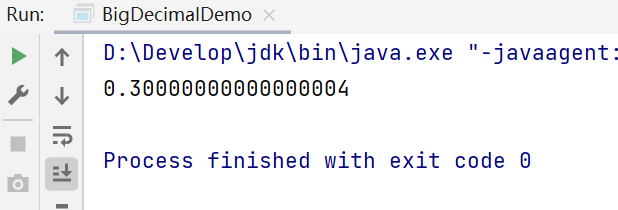 Run: BigDecimalDemo
D:\Develop\jdk\bin\java.exe "-javaagent:
0.30000000000000004
Process finished with exit code 0